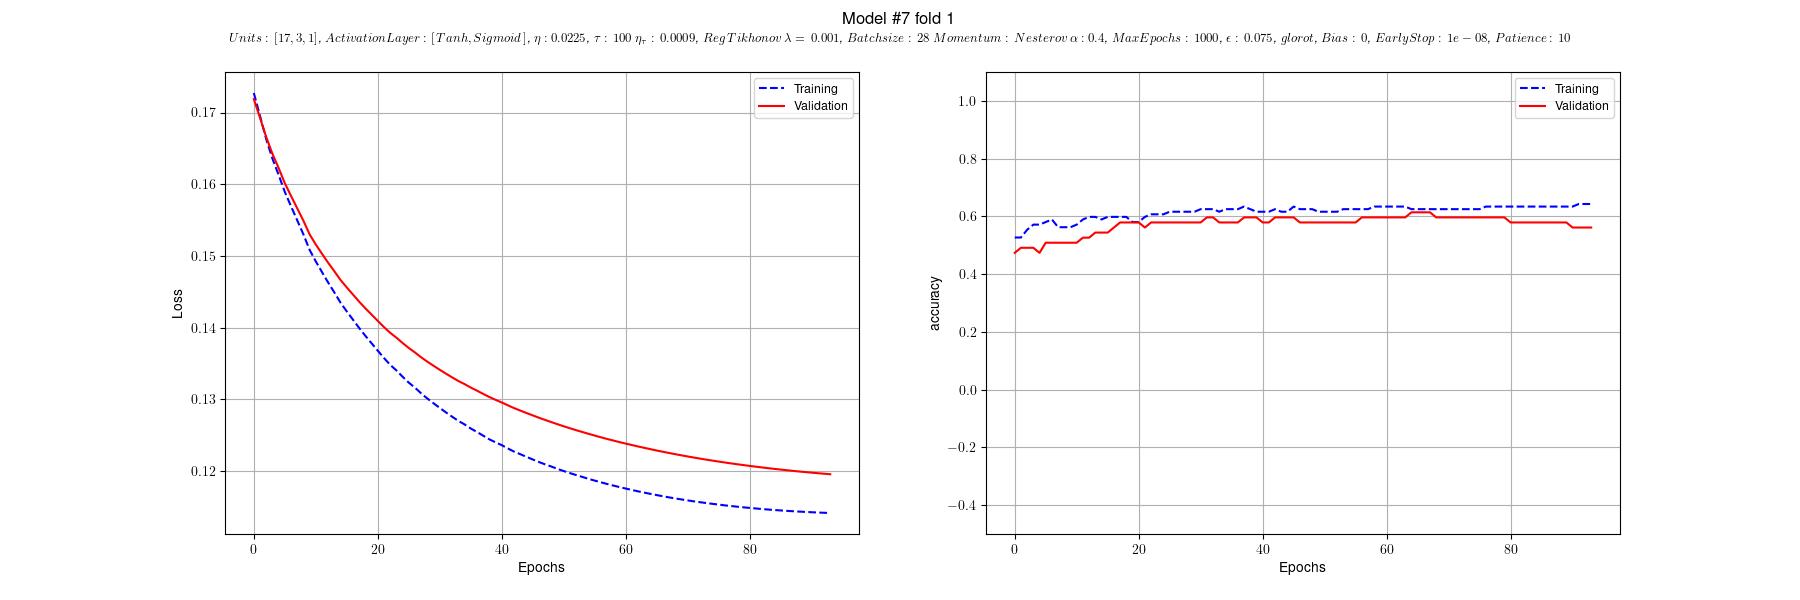 Model #7 fold 1
Units : [17, 3, 1], ActivationLayer : [Tanh, Sigmoid], η : 0.0225, τ : 100 ητ : 0.0009, RegTikhonov λ = 0.001, Batchsize : 28 Momentum : Nesterov α : 0.4, MaxEpochs : 1000, ϵ : 0.075, glorot, Bias : 0, EarlyStop : 1e − 08, Patience : 10
Training
Validation
0.17
0.16
0.15
0.14
0.13
0.12
Loss
0 20 40 60 80
Epochs
Training
Validation
1.0
0.8
0.6
0.4
0.2
0.0
−0.2
−0.4
accuracy
0 20 40 60 80
Epochs